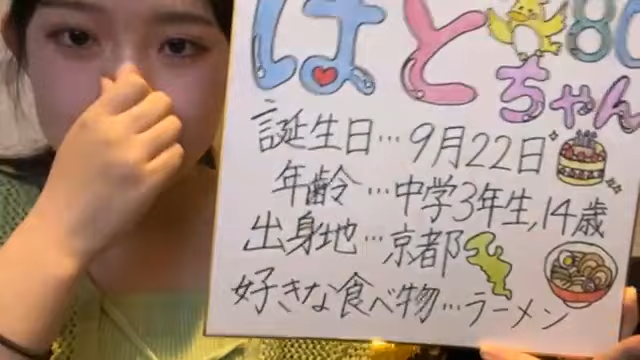 はと
ちゃん
誕生日…9月22日
年齢…中学3年生,14歳
出身地…京都
好きな食べ物…ラーメン